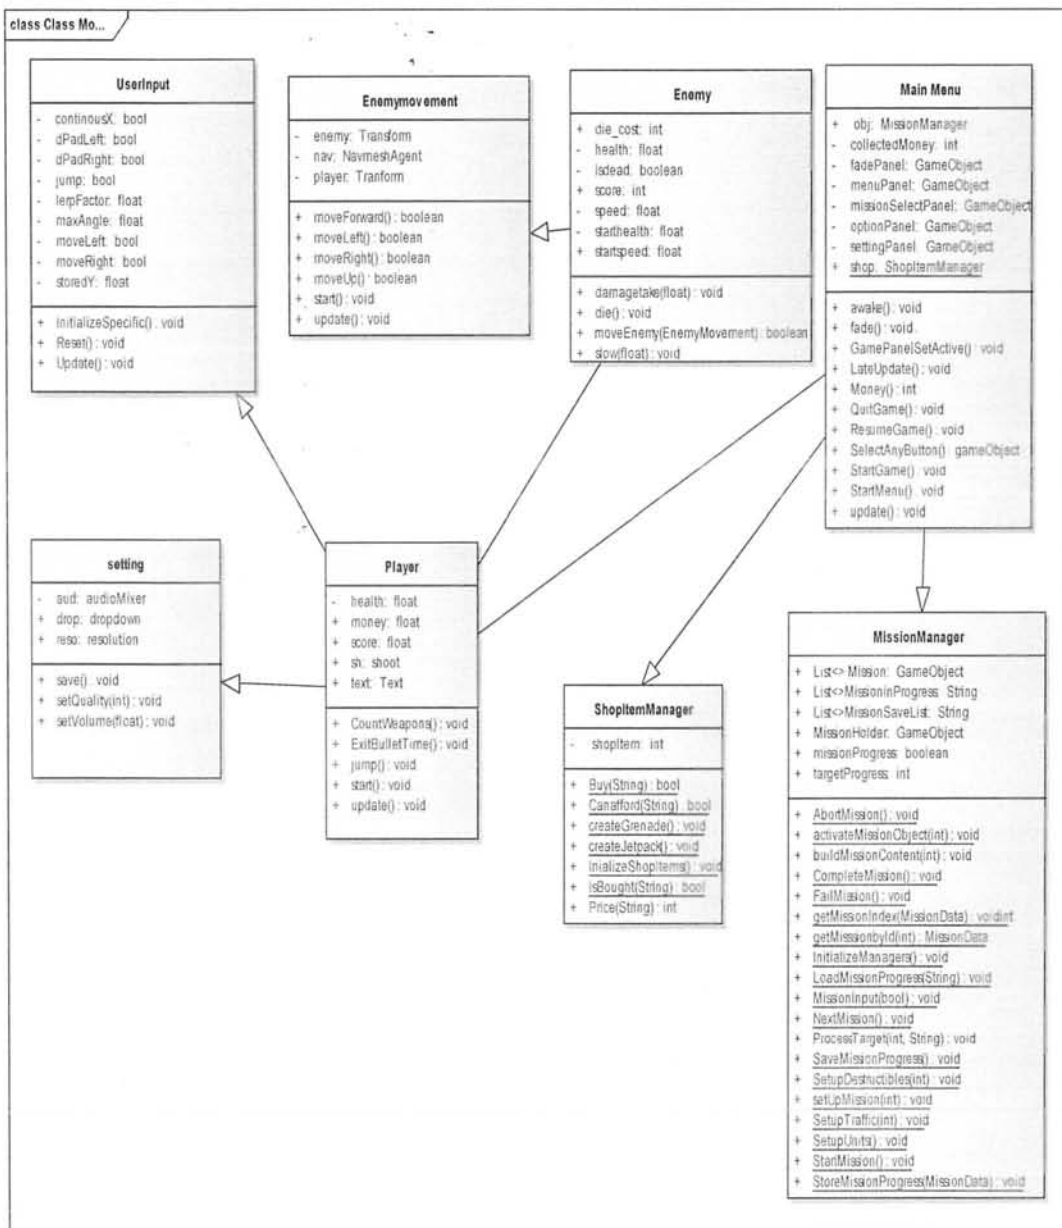 class Class Mo...
UserInput
- continousX: bool
- dPadLeft: bool
- dPadRight: bool
- jump: bool
- lerpFactor: float
- maxAngle: float
- moveLeft: bool
- moveRight: bool
- storedY: float
+ InitializeSpecific(): void
+ Reset(): void
+ Update(): void
Enemymovement
- enemy: Transform
- nav: NavmeshAgent
- player: Tranform
+ moveForward(): boolean
+ moveLeft(): boolean
+ moveRight(): boolean
+ moveUp(): boolean
+ start(): void
+ update(): void
Enemy
+ die_cost: int
- health: float
- isdead: boolean
+ score: int
- speed: float
- starthealth: float
+ startspeed: float
+ damagetake(float): void
+ die(): void
+ moveEnemy(EnemyMovement): boolean
+ slow(float): void
Main Menu
+ obj: MissionManager
- collectedMoney: int
- fadePanel: GameObject
- menuPanel: GameObject
- missionSelectPanel: GameObject
- optionPanel: GameObject
- settingPanel: GameObject
+ shop: ShopItemManager
+ awake(): void
+ fade(): void
+ GamePanelSetActive(): void
+ LateUpdate(): void
+ Money(): int
+ QuitGame(): void
+ ResumeGame(): void
+ SelectAnyButton(): gameObject
+ StartGame(): void
+ StartMenu(): void
+ update(): void
setting
- aud: audioMixer
+ drop: dropdown
+ reso: resolution
+ save(): void
+ setQuality(int): void
+ setVolume(float): void
Player
- health: float
+ money: float
+ score: float
+ sh: shoot
+ text: Text
+ CountWeapons(): void
+ ExitBulletTime(): void
+ jump(): void
+ start(): void
+ update(): void
ShopItemManager
- shopItem: int
+ Buy(String): bool
+ Canafford(String): bool
+ createGrenade(): void
+ createJetpack(): void
+ InializeShopItems(): void
+ isBought(String): bool
+ Price(String): int
MissionManager
+ List<>Mission: GameObject
+ List<>MissionInProgress: String
+ List<>MissionSaveList: String
+ MissionHolder: GameObject
+ missionProgress: boolean
+ targetProgress: int
+ AbortMission(): void
+ activateMissionObject(int): void
+ buildMissionContent(int): void
+ CompleteMission(): void
+ FailMission(): void
+ getMissionIndex(MissionData): voidint
+ getMisssionbyId(int): MissionData
+ InitializeManagers(): void
+ LoadMissionProgress(String): void
+ MissionInput(bool): void
+ NextMission(): void
+ ProcessTarget(int, String): void
+ SaveMissionProgress(): void
+ SetupDestructibles(int): void
+ setUpMission(int): void
+ SetupTraffic(int): void
+ SetupUnits(): void
+ StartMission(): void
+ StoreMissionProgress(MissionData): void